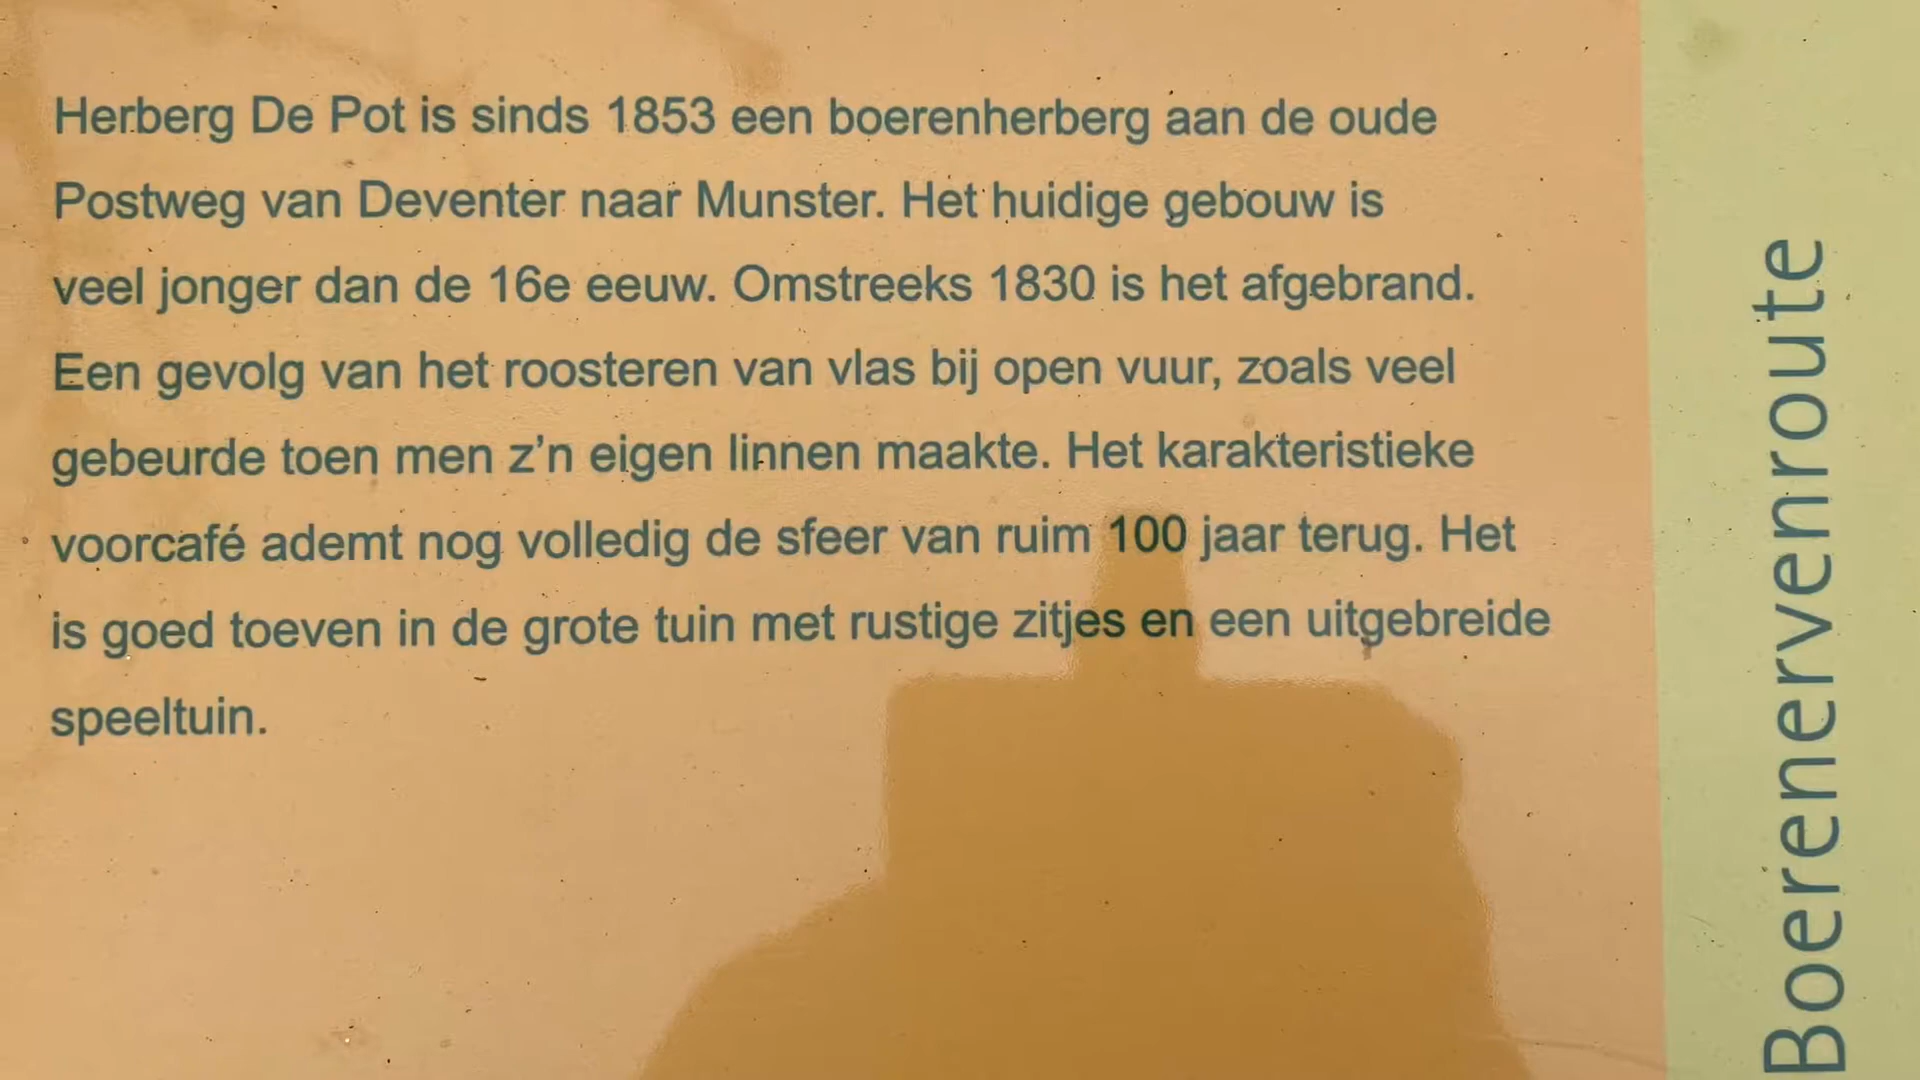 Herberg De Pot is sinds 1853 een boerenherberg aan de oude
Postweg van Deventer naar Munster. Het huidige gebouw is
veel jonger dan de 16e eeuw. Omstreeks 1830 is het afgebrand.
Een gevolg van het roosteren van vlas bij open vuur, zoals veel
gebeurde toen men z’n eigen linnen maakte. Het karakteristieke
voorcafé ademt nog volledig de sfeer van ruim 100 jaar terug. Het
is goed toeven in de grote tuin met rustige zitjes en een uitgebreide
speeltuin.
Boerenervenroute